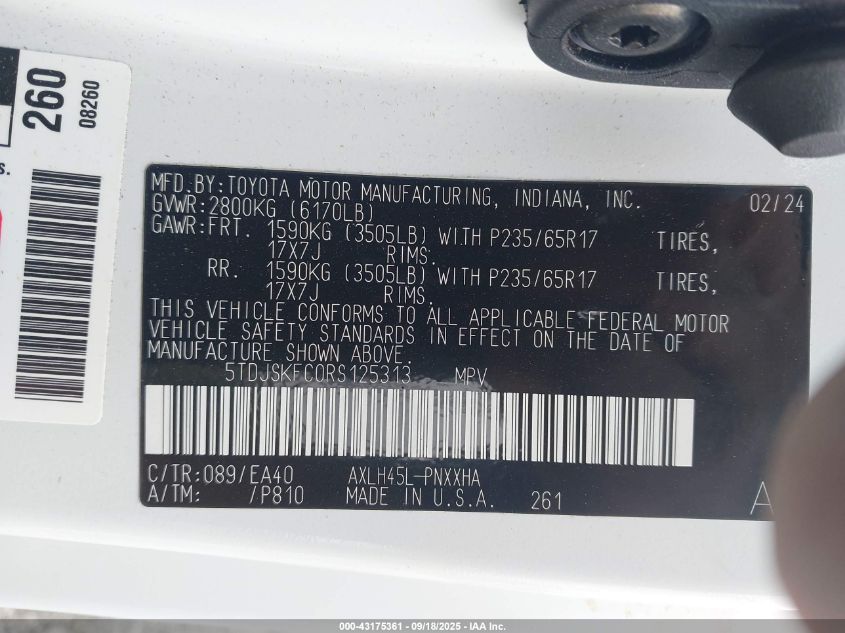 260
08260
s.
MFD.BY:TOYOTA MOTOR MANUFACTURING, INDIANA, INC. 02/24
GVWR:2800KG (6170LB)
GAWR:FRT. 1590KG (3505LB) WITH P235/65R17 TIRES,
17X7J RIMS.
RR. 1590KG (3505LB) WITH P235/65R17 TIRES,
17X7J RIMS.
THIS VEHICLE CONFORMS TO ALL APPLICABLE FEDERAL MOTOR
VEHICLE SAFETY STANDARDS IN EFFECT ON THE DATE OF
MANUFACTURE SHOWN ABOVE.
5TDJSKFC0RS125313 MPV
C/TR:089/EA40 AXLH45L-PNXXHA
A/TM: /P810 MADE IN U.S.A. 261
A
000-43175361 - 09/18/2025 - IAA Inc.